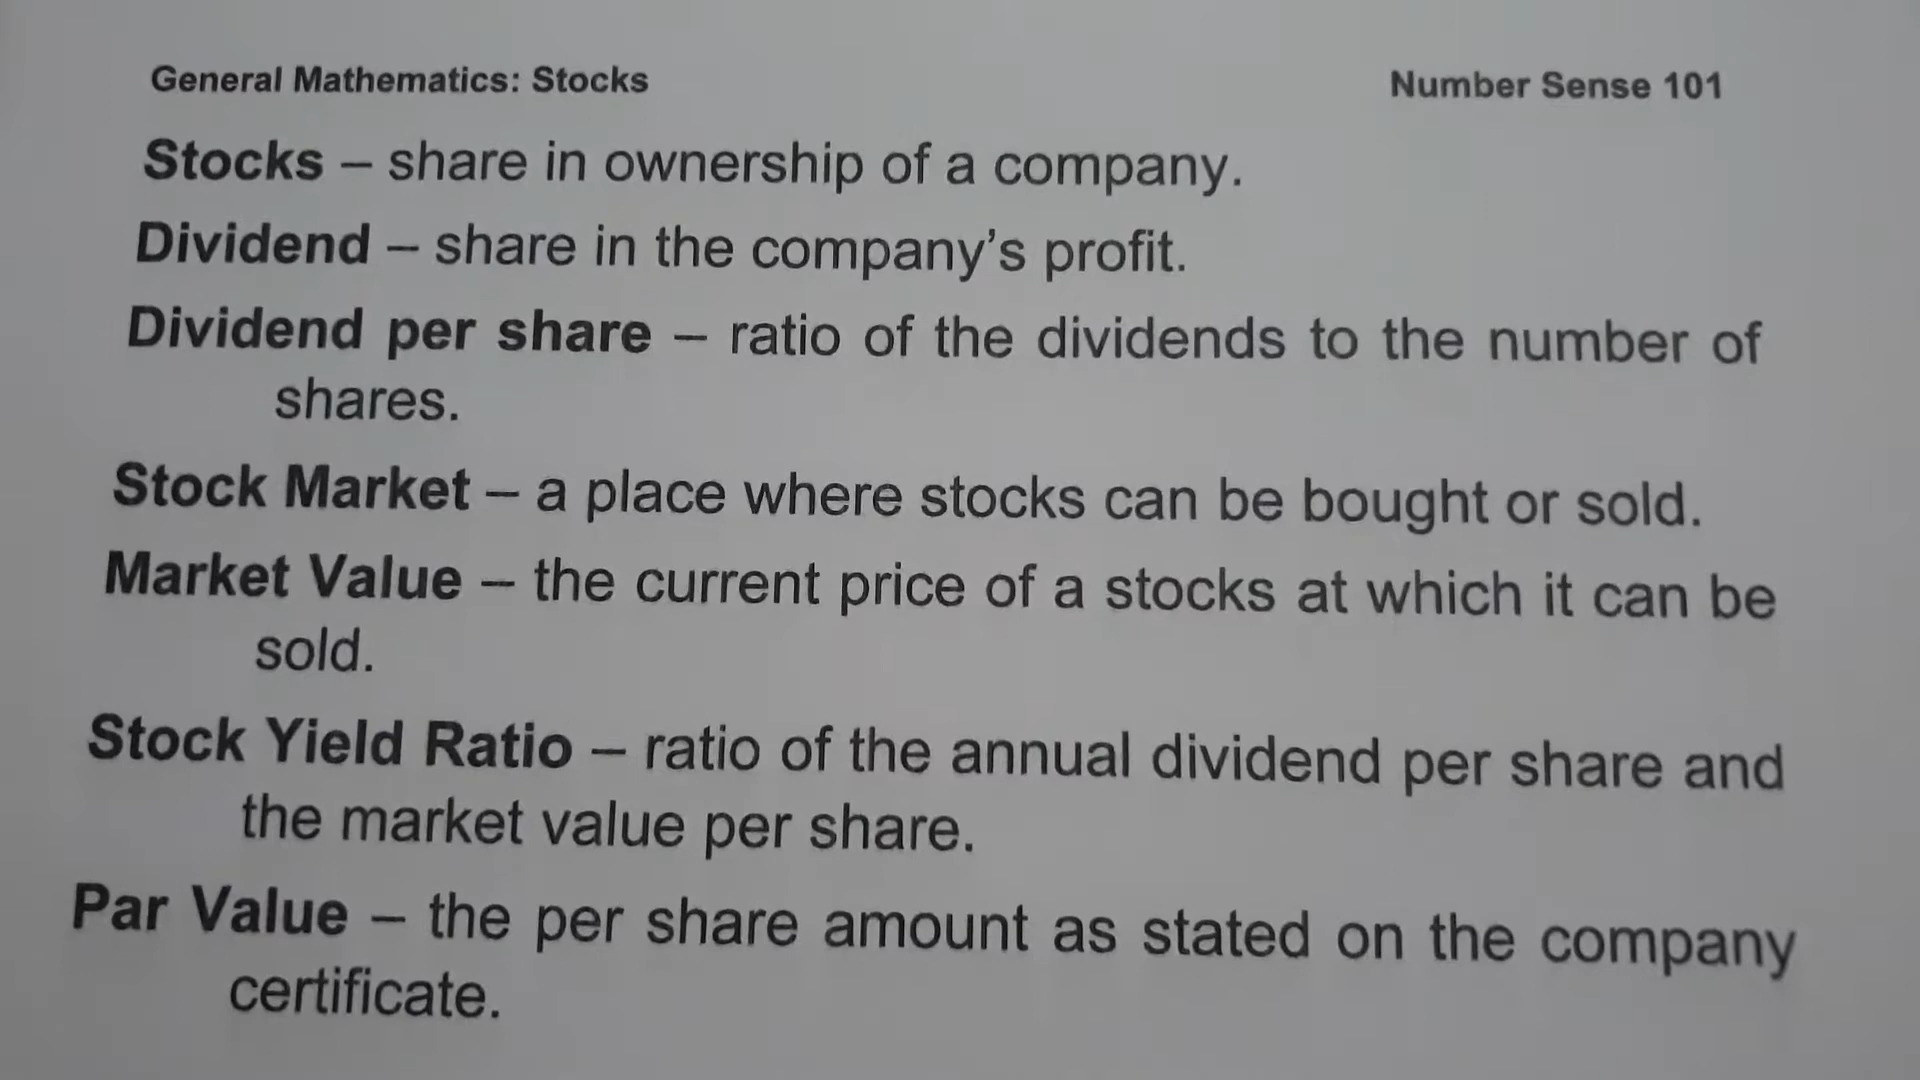 General Mathematics: Stocks
Number Sense 101
Stocks – share in ownership of a company.
Dividend – share in the company's profit.
Dividend per share – ratio of the dividends to the number of
shares.
Stock Market – a place where stocks can be bought or sold.
Market Value – the current price of a stocks at which it can be
sold.
Stock Yield Ratio – ratio of the annual dividend per share and
the market value per share.
Par Value – the per share amount as stated on the company
certificate.